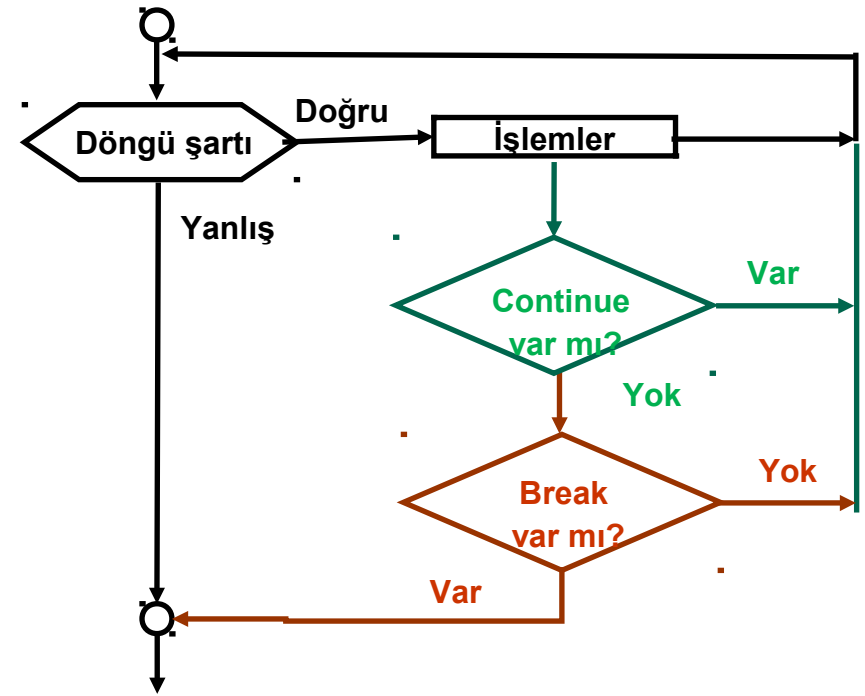 Doğru
Döngü şartı
İşlemler
Yanlış
Continue
var mı?
Var
Yok
Break
var mı?
Yok
Var